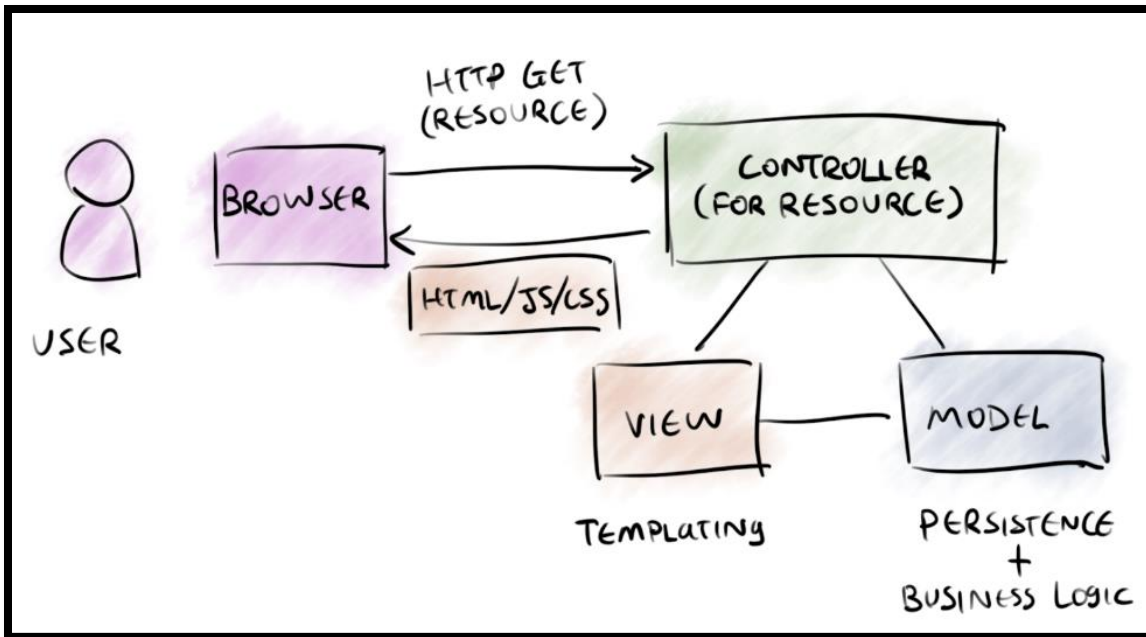 HTTP GET
(RESOURCE)
BROWSER
CONTROLLER
(FOR RESOURCE)
HTML/JS/CSS
USER
VIEW
MODEL
TEMPLATING
PERSISTENCE
+
BUSINESS LOGIC